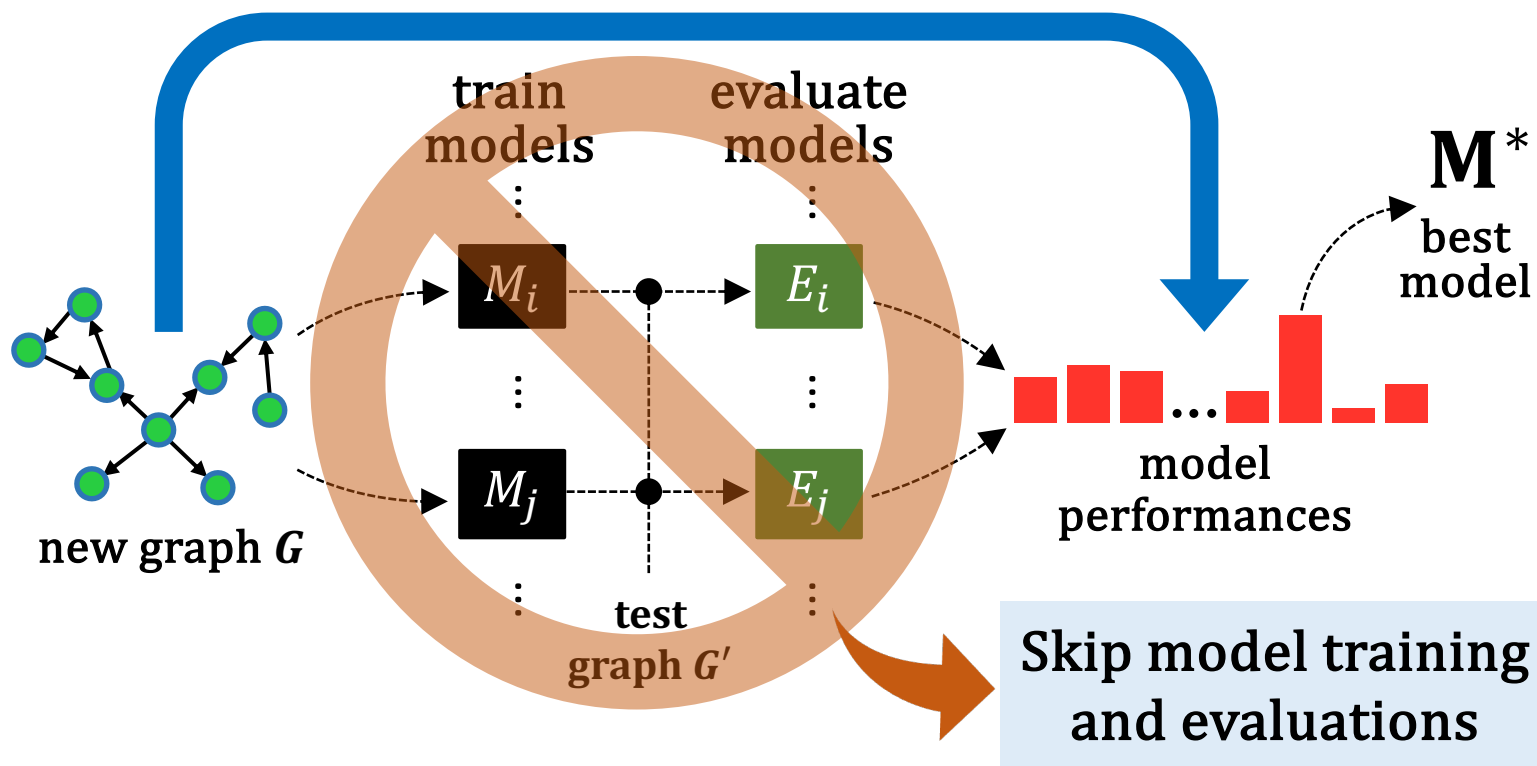 train
models
evaluate
models
⋮
⋮
M*
best
model
M_i
E_i
⋮
⋮
...
M_j
E_j
model
performances
new graph G
⋮
⋮
test
graph G′
Skip model training
and evaluations